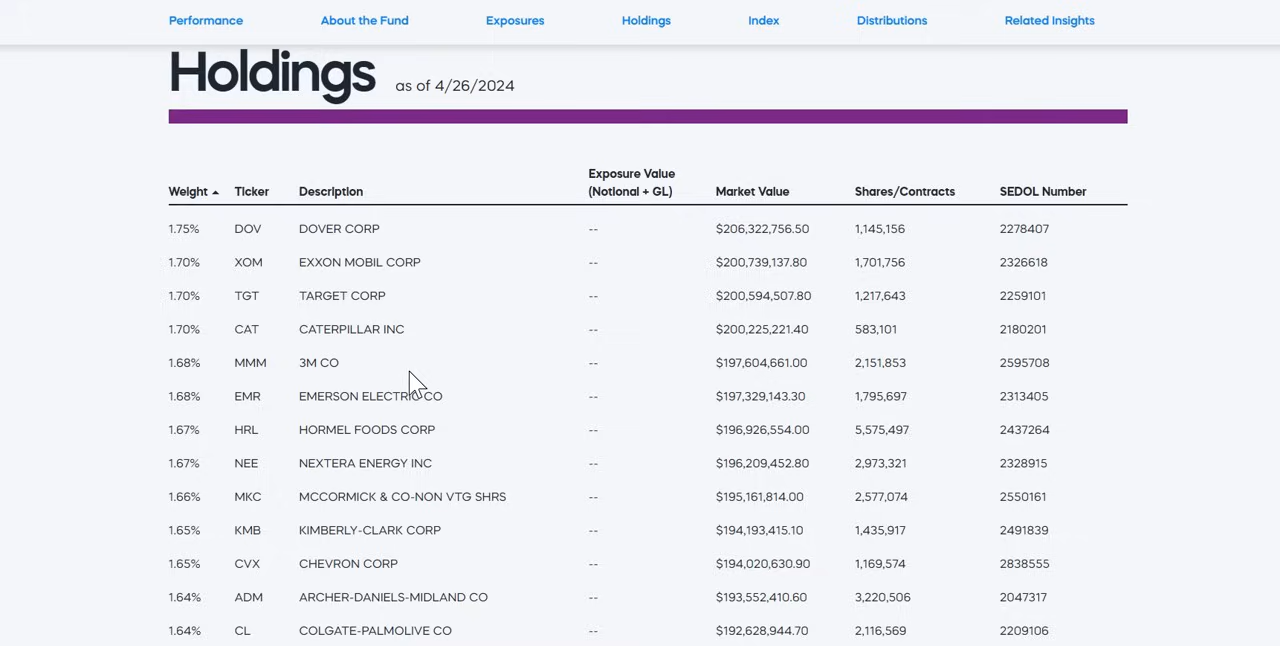 Performance About the Fund Exposures Holdings Index Distributions Related Insights
Holdings as of 4/26/2024
Weight Ticker Description Exposure Value (Notional + GL) Market Value Shares/Contracts SEDOL Number
1.75% DOV DOVER CORP -- $206,322,756.50 1,145,156 2278407
1.70% XOM EXXON MOBIL CORP -- $200,739,137.80 1,701,756 2326618
1.70% TGT TARGET CORP -- $200,594,507.80 1,217,643 2259101
1.70% CAT CATERPILLAR INC -- $200,225,221.40 583,101 2180201
1.68% MMM 3M CO -- $197,604,661.00 2,151,853 2595708
1.68% EMR EMERSON ELECTRIC CO -- $197,329,143.30 1,795,697 2313405
1.67% HRL HORMEL FOODS CORP -- $196,926,554.00 5,575,497 2437264
1.67% NEE NEXTERA ENERGY INC -- $196,209,452.80 2,973,321 2328915
1.66% MKC MCCORMICK & CO-NON VTG SHRS -- $195,161,814.00 2,577,074 2550161
1.65% KMB KIMBERLY-CLARK CORP -- $194,193,415.10 1,435,917 2491839
1.65% CVX CHEVRON CORP -- $194,020,630.90 1,169,574 2838555
1.64% ADM ARCHER-DANIELS-MIDLAND CO -- $193,552,410.60 3,220,506 2047317
1.64% CL COLGATE-PALMOLIVE CO -- $192,628,944.70 2,116,569 2209106